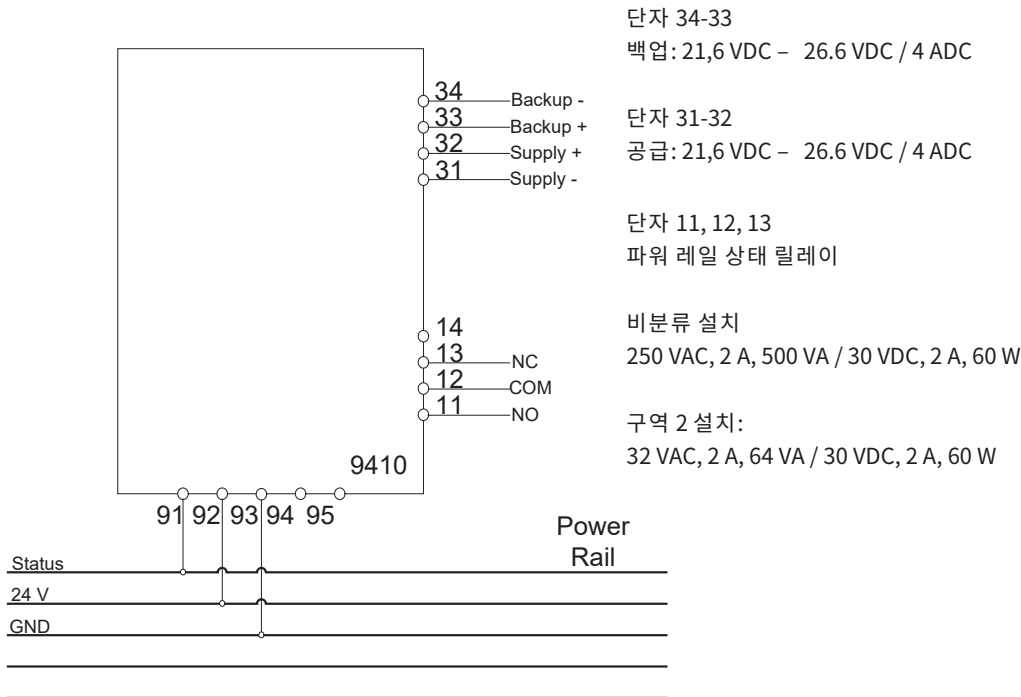 단자 34-33
백업: 21,6 VDC – 26.6 VDC / 4 ADC
단자 31-32
공급: 21,6 VDC – 26.6 VDC / 4 ADC
단자 11, 12, 13
파워 레일 상태 릴레이
비분류 설치
250 VAC, 2 A, 500 VA / 30 VDC, 2 A, 60 W
구역 2 설치:
32 VAC, 2 A, 64 VA / 30 VDC, 2 A, 60 W
34 Backup -
33 Backup +
32 Supply +
31 Supply -
14
13 NC
12 COM
11 NO
9410
91 92 93 94 95
Power
Rail
Status
24 V
GND